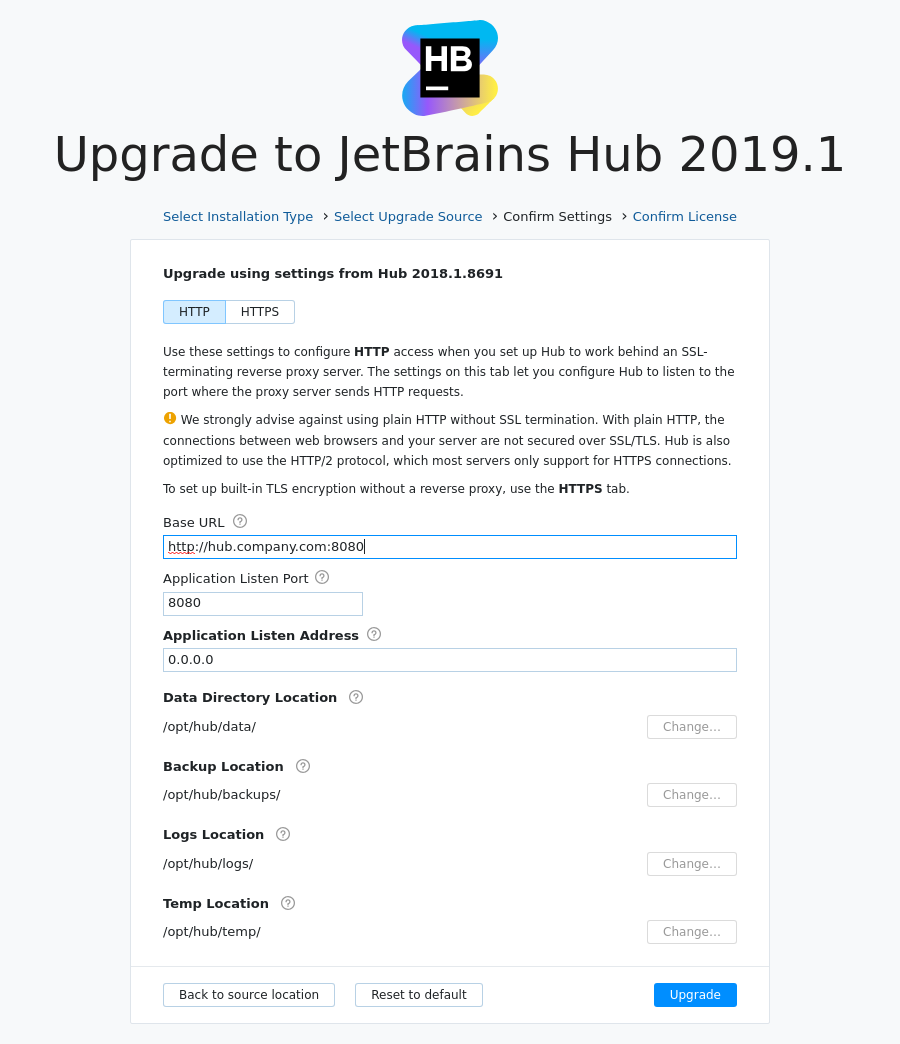 HB
Upgrade to JetBrains Hub 2019.1
Select Installation Type › Select Upgrade Source › Confirm Settings › Confirm License
Upgrade using settings from Hub 2018.1.8691
HTTP HTTPS
Use these settings to configure HTTP access when you set up Hub to work behind an SSL-
terminating reverse proxy server. The settings on this tab let you configure Hub to listen to the
port where the proxy server sends HTTP requests.
We strongly advise against using plain HTTP without SSL termination. With plain HTTP, the
connections between web browsers and your server are not secured over SSL/TLS. Hub is also
optimized to use the HTTP/2 protocol, which most servers only support for HTTPS connections.
To set up built-in TLS encryption without a reverse proxy, use the HTTPS tab.
Base URL ?
http://hub.company.com:8080
Application Listen Port ?
8080
Application Listen Address ?
0.0.0.0
Data Directory Location ?
/opt/hub/data/ Change...
Backup Location ?
/opt/hub/backups/ Change...
Logs Location ?
/opt/hub/logs/ Change...
Temp Location ?
/opt/hub/temp/ Change...
Back to source location Reset to default Upgrade